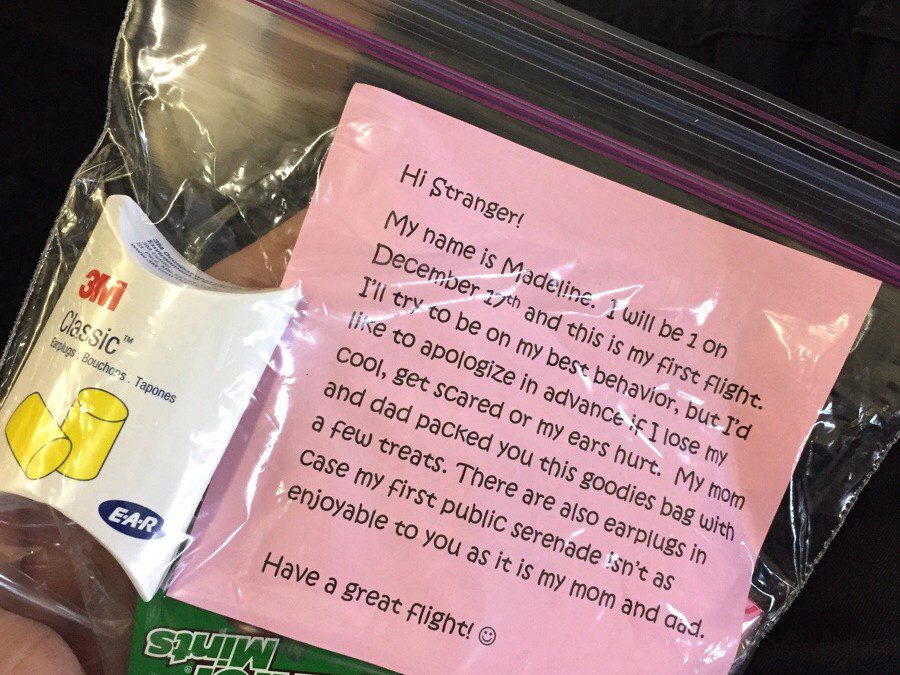 Hi Stranger!
My name is Madeline. I will be 1 on
December 17th and this is my first flight.
I'll try to be on my best behavior, but I'd
like to apologize in advance if I lose my
cool, get scared or my ears hurt. My mom
and dad packed you this goodies bag with
a few treats. There are also earplugs in
case my first public serenade isn't as
enjoyable to you as it is my mom and dad.
Have a great flight! ☺
3M
Classic™
Earplugs . Bouchons . Tapones
E·A·R
Mints